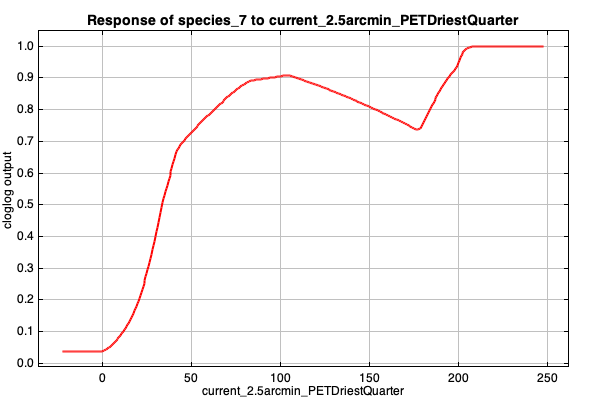 Response of species_7 to current_2.5arcmin_PETDriestQuarter
1.0
0.9
0.8
0.7
0.6
0.5
0.4
0.3
0.2
0.1
0.0
cloglog output
0 50 100 150 200 250
current_2.5arcmin_PETDriestQuarter